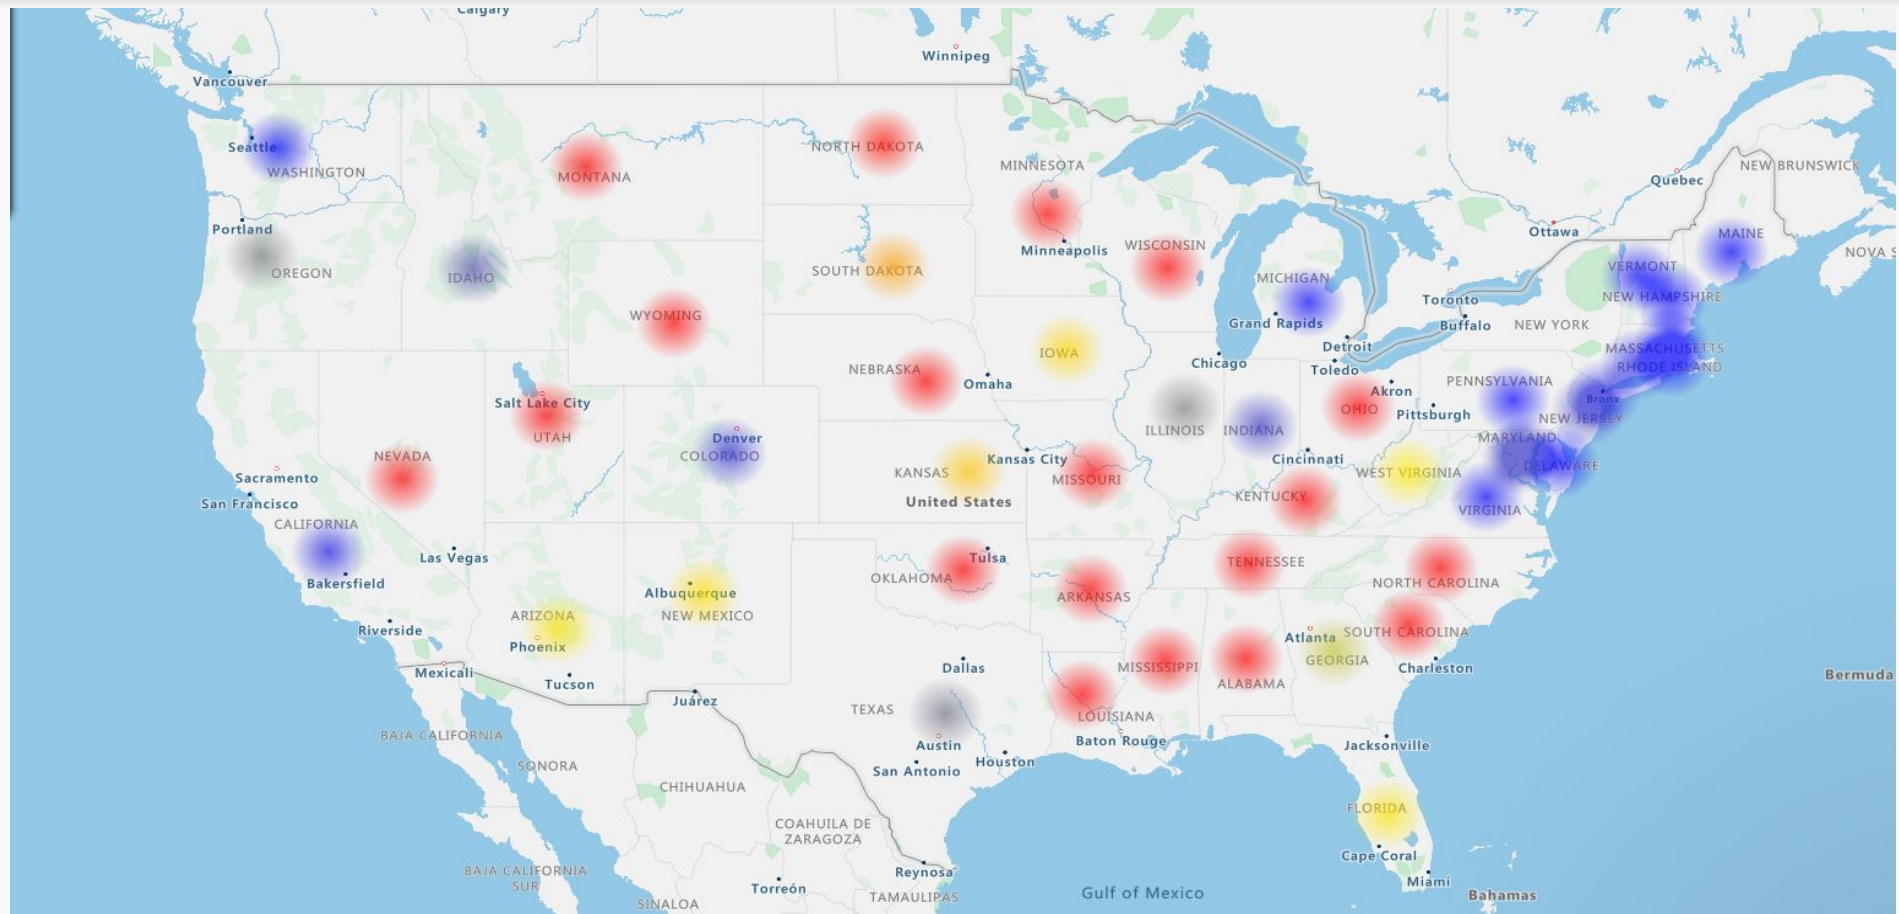 Calgary
Winnipeg
Vancouver
Seattle
WASHINGTON
MONTANA
NORTH DAKOTA
MINNESOTA
NEW BRUNSWICK
Quebec
Portland
OREGON
IDAHO
SOUTH DAKOTA
Minneapolis
WISCONSIN
MICHIGAN
Ottawa
MAINE
NOVA S
VERMONT
WYOMING
Toronto
NEW HAMPSHIRE
Grand Rapids
Buffalo
NEW YORK
IOWA
Chicago
Detroit
Toledo
MASSACHUSETTS
RHODE ISLAND
NEBRASKA
Omaha
Akron
PENNSYLVANIA
Salt Lake City
UTAH
Denver
COLORADO
ILLINOIS
INDIANA
OHIO
Pittsburgh
Bronx
NEW JERSEY
MARYLAND
NEVADA
Sacramento
San Francisco
KANSAS
Kansas City
MISSOURI
Cincinnati
WEST VIRGINIA
DELAWARE
United States
KENTUCKY
VIRGINIA
CALIFORNIA
Las Vegas
Bakersfield
Tulsa
OKLAHOMA
TENNESSEE
NORTH CAROLINA
Albuquerque
NEW MEXICO
ARIZONA
Phoenix
ARKANSAS
Riverside
Atlanta
SOUTH CAROLINA
Mexicali
Tucson
Juárez
Dallas
MISSISSIPPI
ALABAMA
GEORGIA
Charleston
Bermuda
TEXAS
LOUISIANA
BAJA CALIFORNIA
Austin
Baton Rouge
Jacksonville
SONORA
San Antonio
Houston
CHIHUAHUA
COAHUILA DE
ZARAGOZA
FLORIDA
Cape Coral
BAJA CALIFORNIA
SUR
Torreón
Reynosa
Miami
SINALOA
TAMAULIPAS
Gulf of Mexico
Bahamas